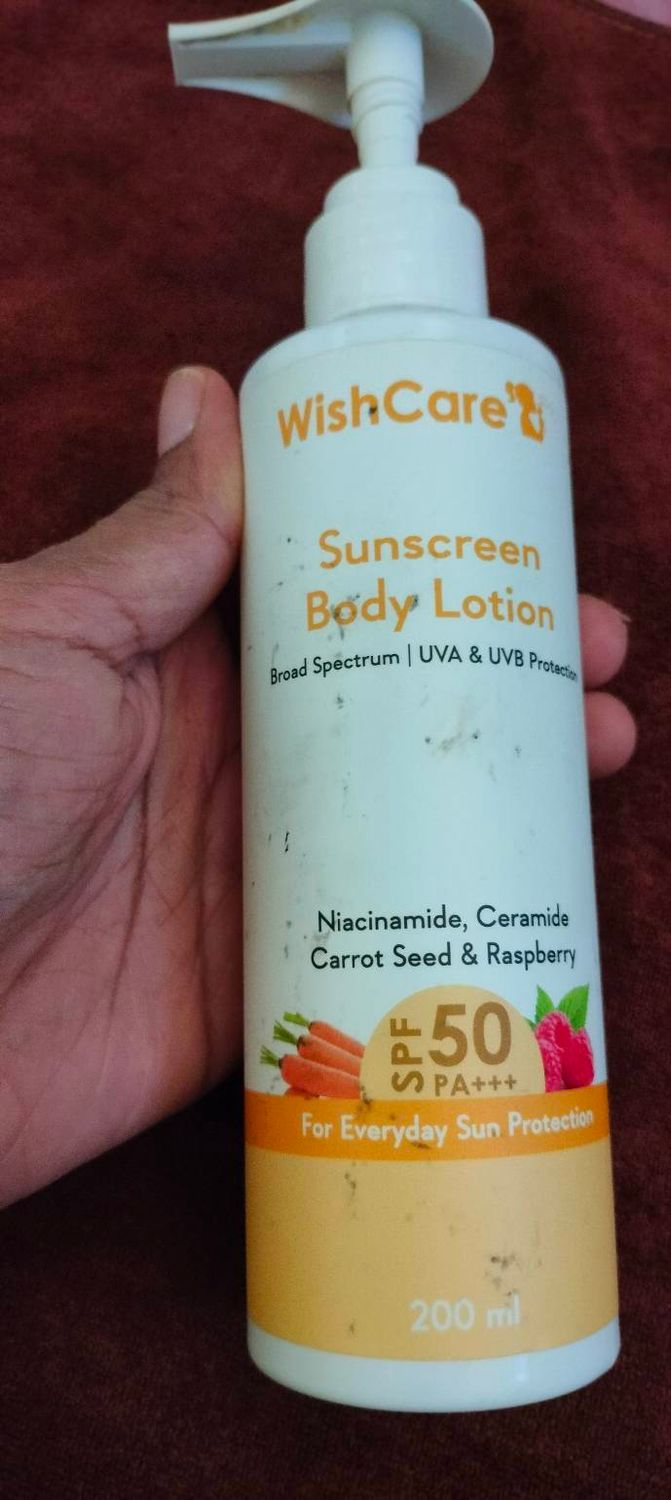 WishCare
Sunscreen
Body Lotion
Broad Spectrum | UVA & UVB Protection
Niacinamide, Ceramide
Carrot Seed & Raspberry
SPF 50
PA+++
For Everyday Sun Protection
200 ml